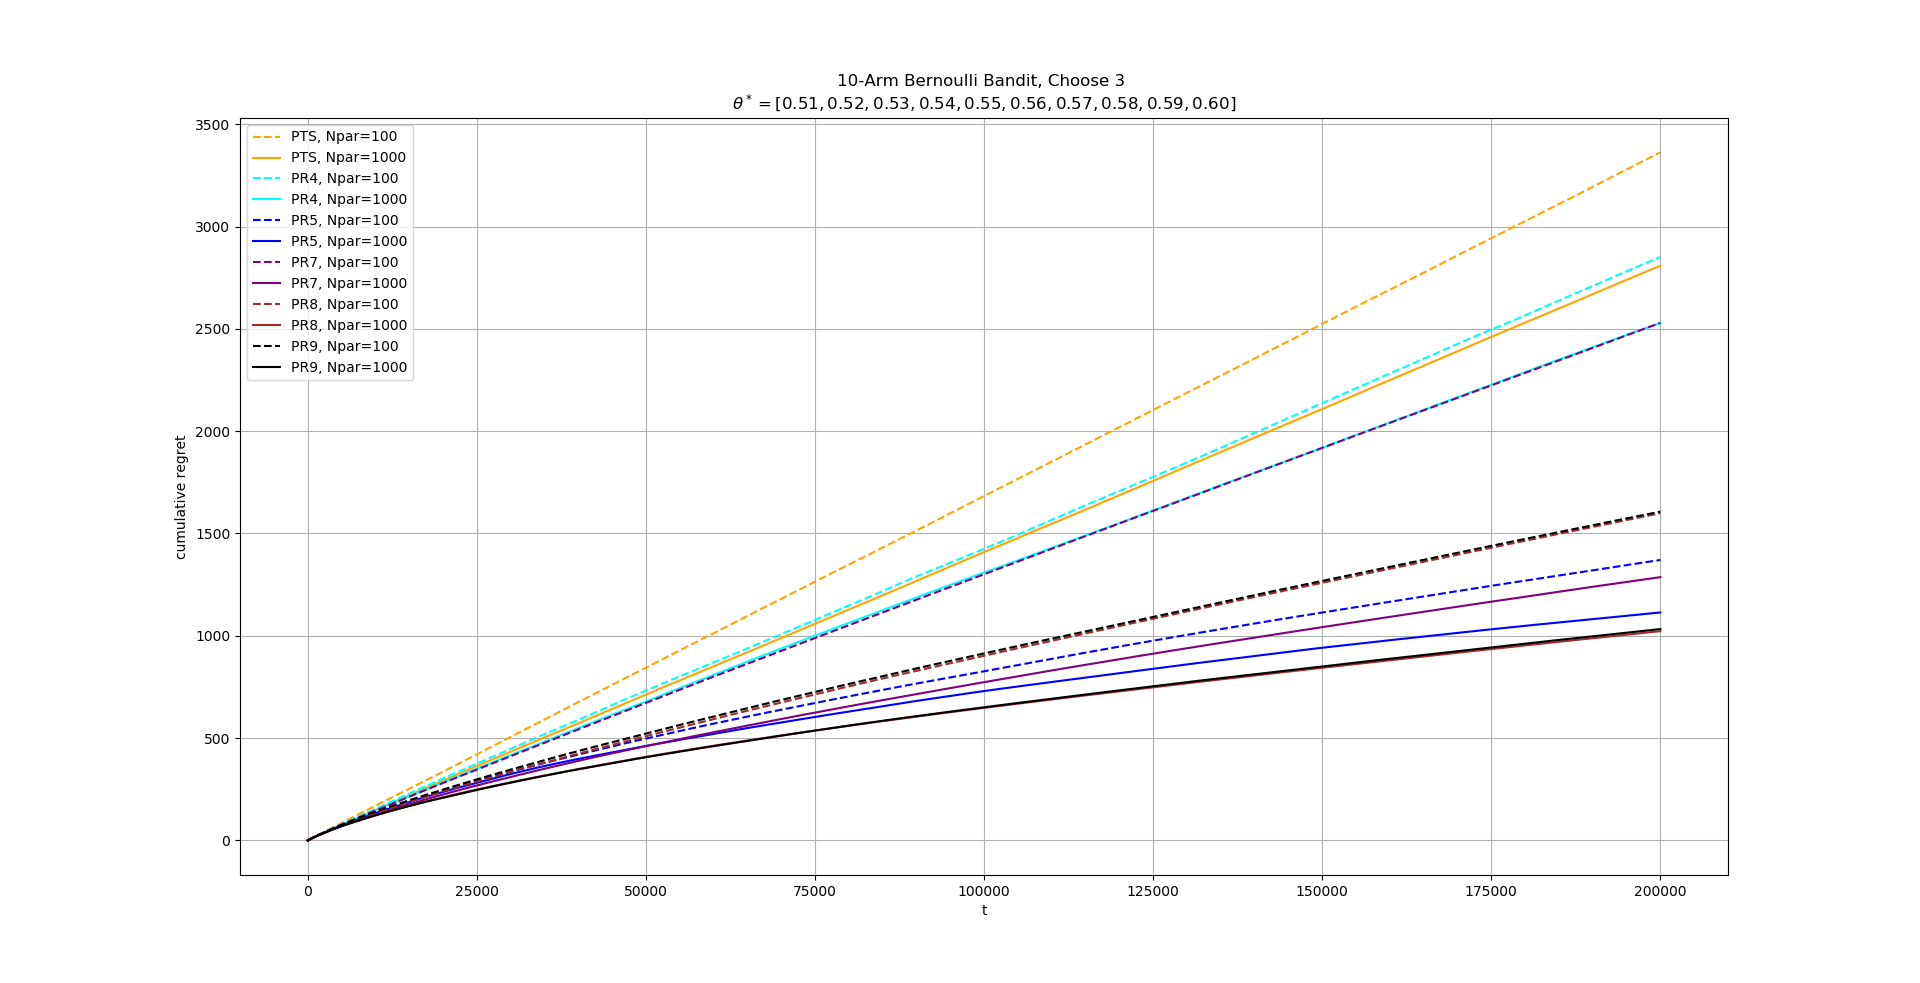 10-Arm Bernoulli Bandit, Choose 3
θ* = [0.51, 0.52, 0.53, 0.54, 0.55, 0.56, 0.57, 0.58, 0.59, 0.60]
3500
3000
2500
2000
1500
1000
500
0
cumulative regret
PTS, Npar=100
PTS, Npar=1000
PR4, Npar=100
PR4, Npar=1000
PR5, Npar=100
PR5, Npar=1000
PR7, Npar=100
PR7, Npar=1000
PR8, Npar=100
PR8, Npar=1000
PR9, Npar=100
PR9, Npar=1000
0 25000 50000 75000 100000 125000 150000 175000 200000
t